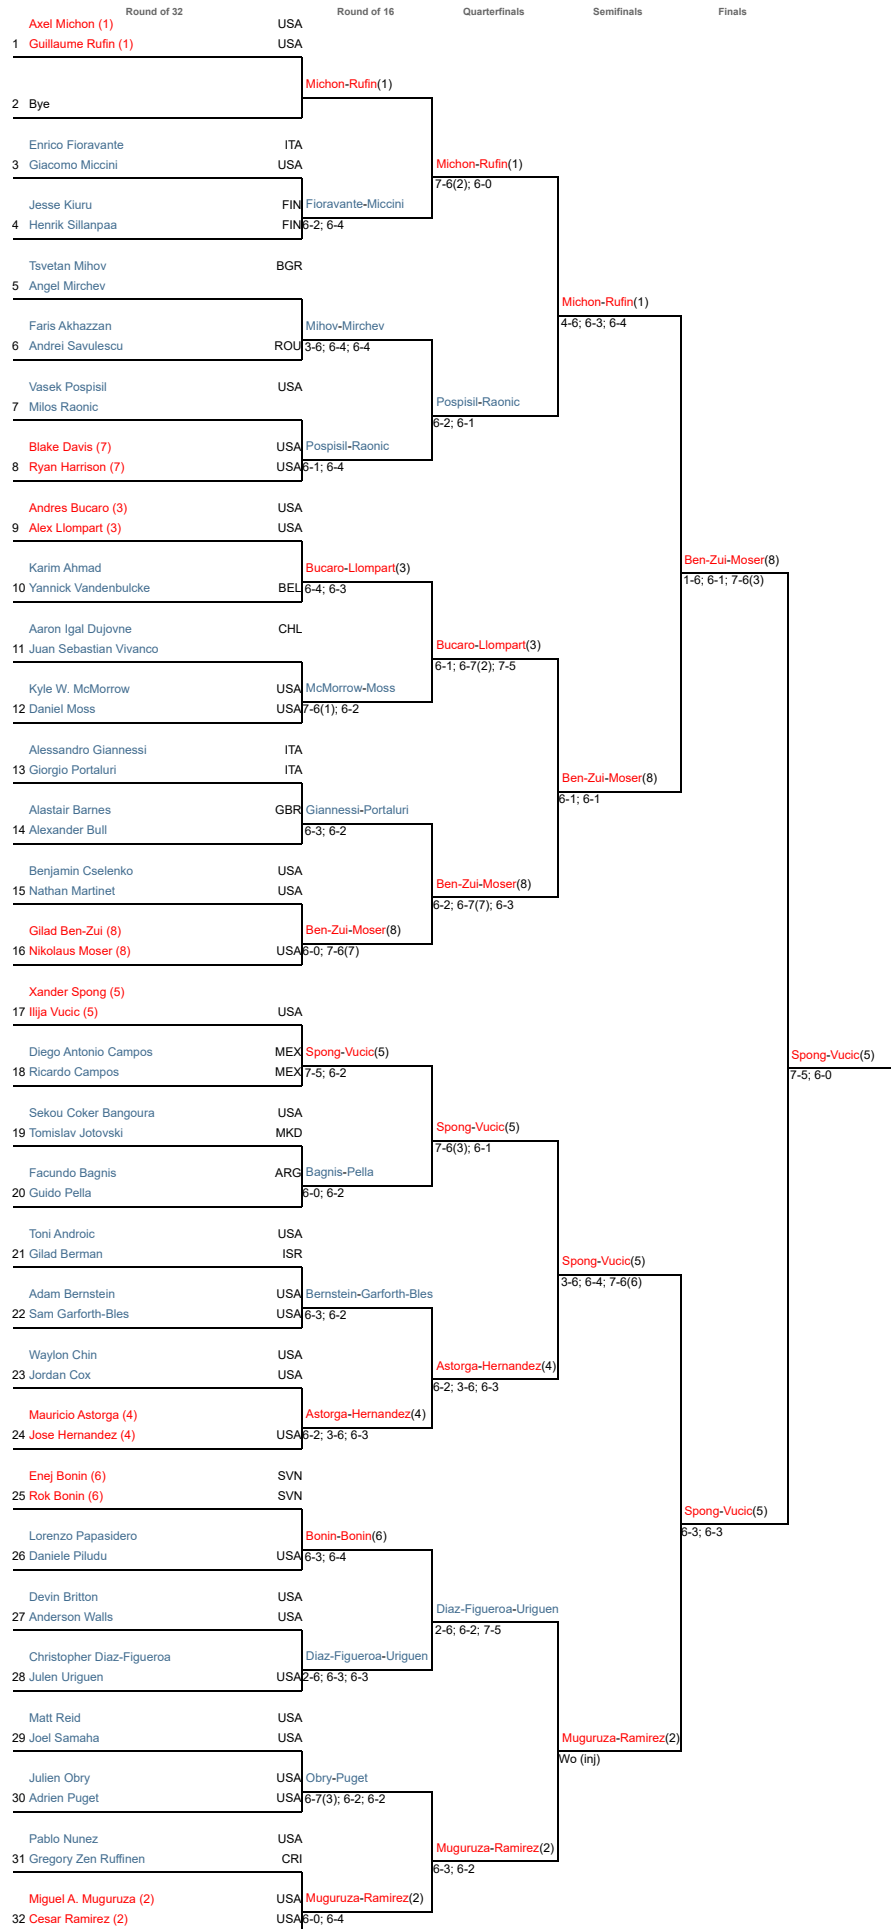 Round of 32 Round of 16 Quarterfinals Semifinals Finals
Axel Michon (1) USA
1 Guillaume Rufin (1) USA
Michon-Rufin(1)
2 Bye
Enrico Fioravante ITA
3 Giacomo Miccini USA
Michon-Rufin(1)
7-6(2); 6-0
Jesse Kiuru FIN Fioravante-Miccini
4 Henrik Sillanpaa FIN 6-2; 6-4
Tsvetan Mihov BGR
5 Angel Mirchev
Michon-Rufin(1)
4-6; 6-3; 6-4
Faris Akhazzan Mihov-Mirchev
6 Andrei Savulescu ROU 3-6; 6-4; 6-4
Vasek Pospisil USA
7 Milos Raonic
Pospisil-Raonic
6-2; 6-1
Blake Davis (7) USA Pospisil-Raonic
8 Ryan Harrison (7) USA 6-1; 6-4
Andres Bucaro (3) USA
9 Alex Llompart (3) USA
Ben-Zui-Moser(8)
1-6; 6-1; 7-6(3)
Karim Ahmad Bucaro-Llompart(3)
10 Yannick Vandenbulcke BEL 6-4; 6-3
Aaron Igal Dujovne CHL
11 Juan Sebastian Vivanco
Bucaro-Llompart(3)
6-1; 6-7(2); 7-5
Kyle W. McMorrow USA McMorrow-Moss
12 Daniel Moss USA 7-6(1); 6-2
Alessandro Giannessi ITA
13 Giorgio Portaluri ITA
Ben-Zui-Moser(8)
6-1; 6-1
Alastair Barnes GBR Giannessi-Portaluri
14 Alexander Bull 6-3; 6-2
Benjamin Cselenko USA
15 Nathan Martinet USA
Ben-Zui-Moser(8)
6-2; 6-7(7); 6-3
Gilad Ben-Zui (8) Ben-Zui-Moser(8)
16 Nikolaus Moser (8) USA 6-0; 7-6(7)
Xander Spong (5)
17 Ilija Vucic (5) USA
Diego Antonio Campos MEX Spong-Vucic(5)
18 Ricardo Campos MEX 7-5; 6-2
Spong-Vucic(5)
7-5; 6-0
Sekou Coker Bangoura USA
19 Tomislav Jotovski MKD
Spong-Vucic(5)
7-6(3); 6-1
Facundo Bagnis ARG Bagnis-Pella
20 Guido Pella 6-0; 6-2
Toni Androic USA
21 Gilad Berman ISR
Spong-Vucic(5)
3-6; 6-4; 7-6(6)
Adam Bernstein USA Bernstein-Garforth-Bles
22 Sam Garforth-Bles USA 6-3; 6-2
Waylon Chin USA
23 Jordan Cox USA
Astorga-Hernandez(4)
6-2; 3-6; 6-3
Mauricio Astorga (4) Astorga-Hernandez(4)
24 Jose Hernandez (4) USA 6-2; 3-6; 6-3
Enej Bonin (6) SVN
25 Rok Bonin (6) SVN
Spong-Vucic(5)
6-3; 6-3
Lorenzo Papasidero Bonin-Bonin(6)
26 Daniele Piludu USA 6-3; 6-4
Devin Britton USA
27 Anderson Walls USA
Diaz-Figueroa-Uriguen
2-6; 6-2; 7-5
Christopher Diaz-Figueroa Diaz-Figueroa-Uriguen
28 Julen Uriguen USA 2-6; 6-3; 6-3
Matt Reid USA
29 Joel Samaha USA
Muguruza-Ramirez(2)
Wo (inj)
Julien Obry USA Obry-Puget
30 Adrien Puget USA 6-7(3); 6-2; 6-2
Pablo Nunez USA
31 Gregory Zen Ruffinen CRI
Muguruza-Ramirez(2)
6-3; 6-2
Miguel A. Muguruza (2) USA Muguruza-Ramirez(2)
32 Cesar Ramirez (2) USA 6-0; 6-4